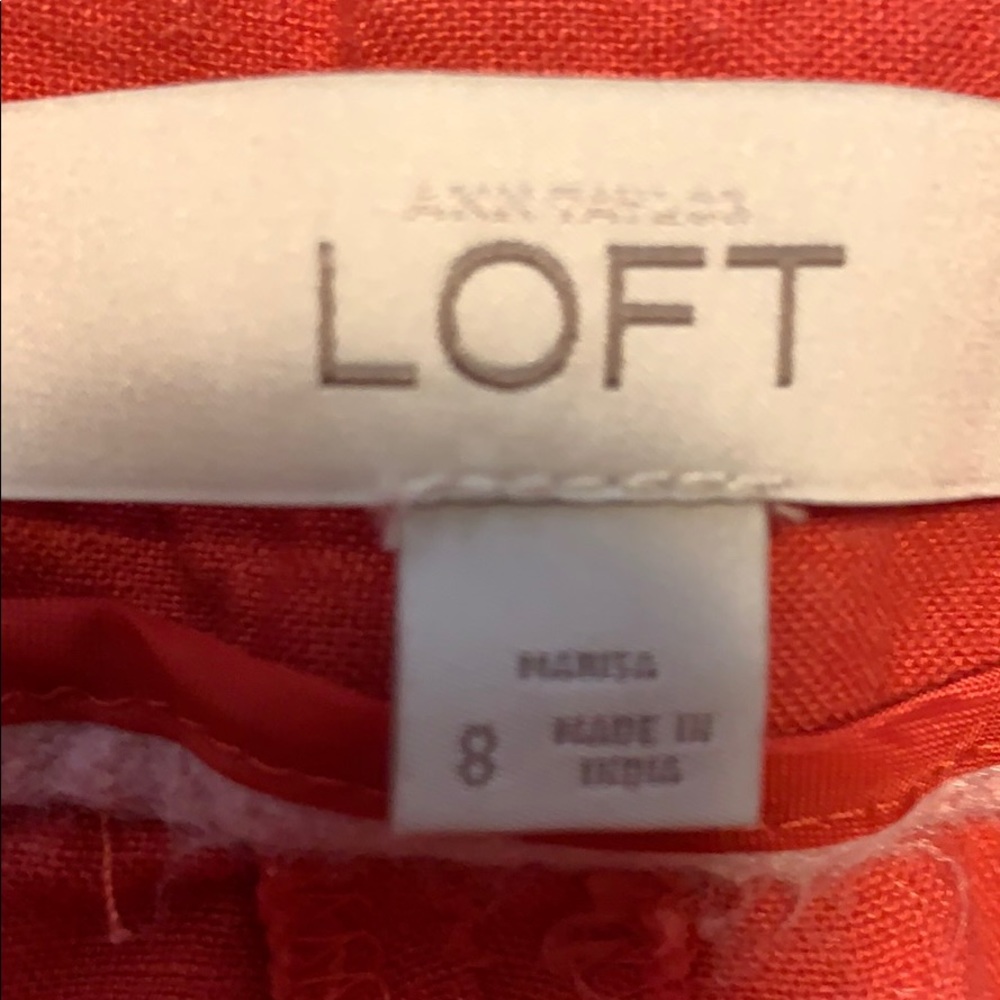 ANN TAYLOR
LOFT
MARISA
8
MADE IN
INDIA